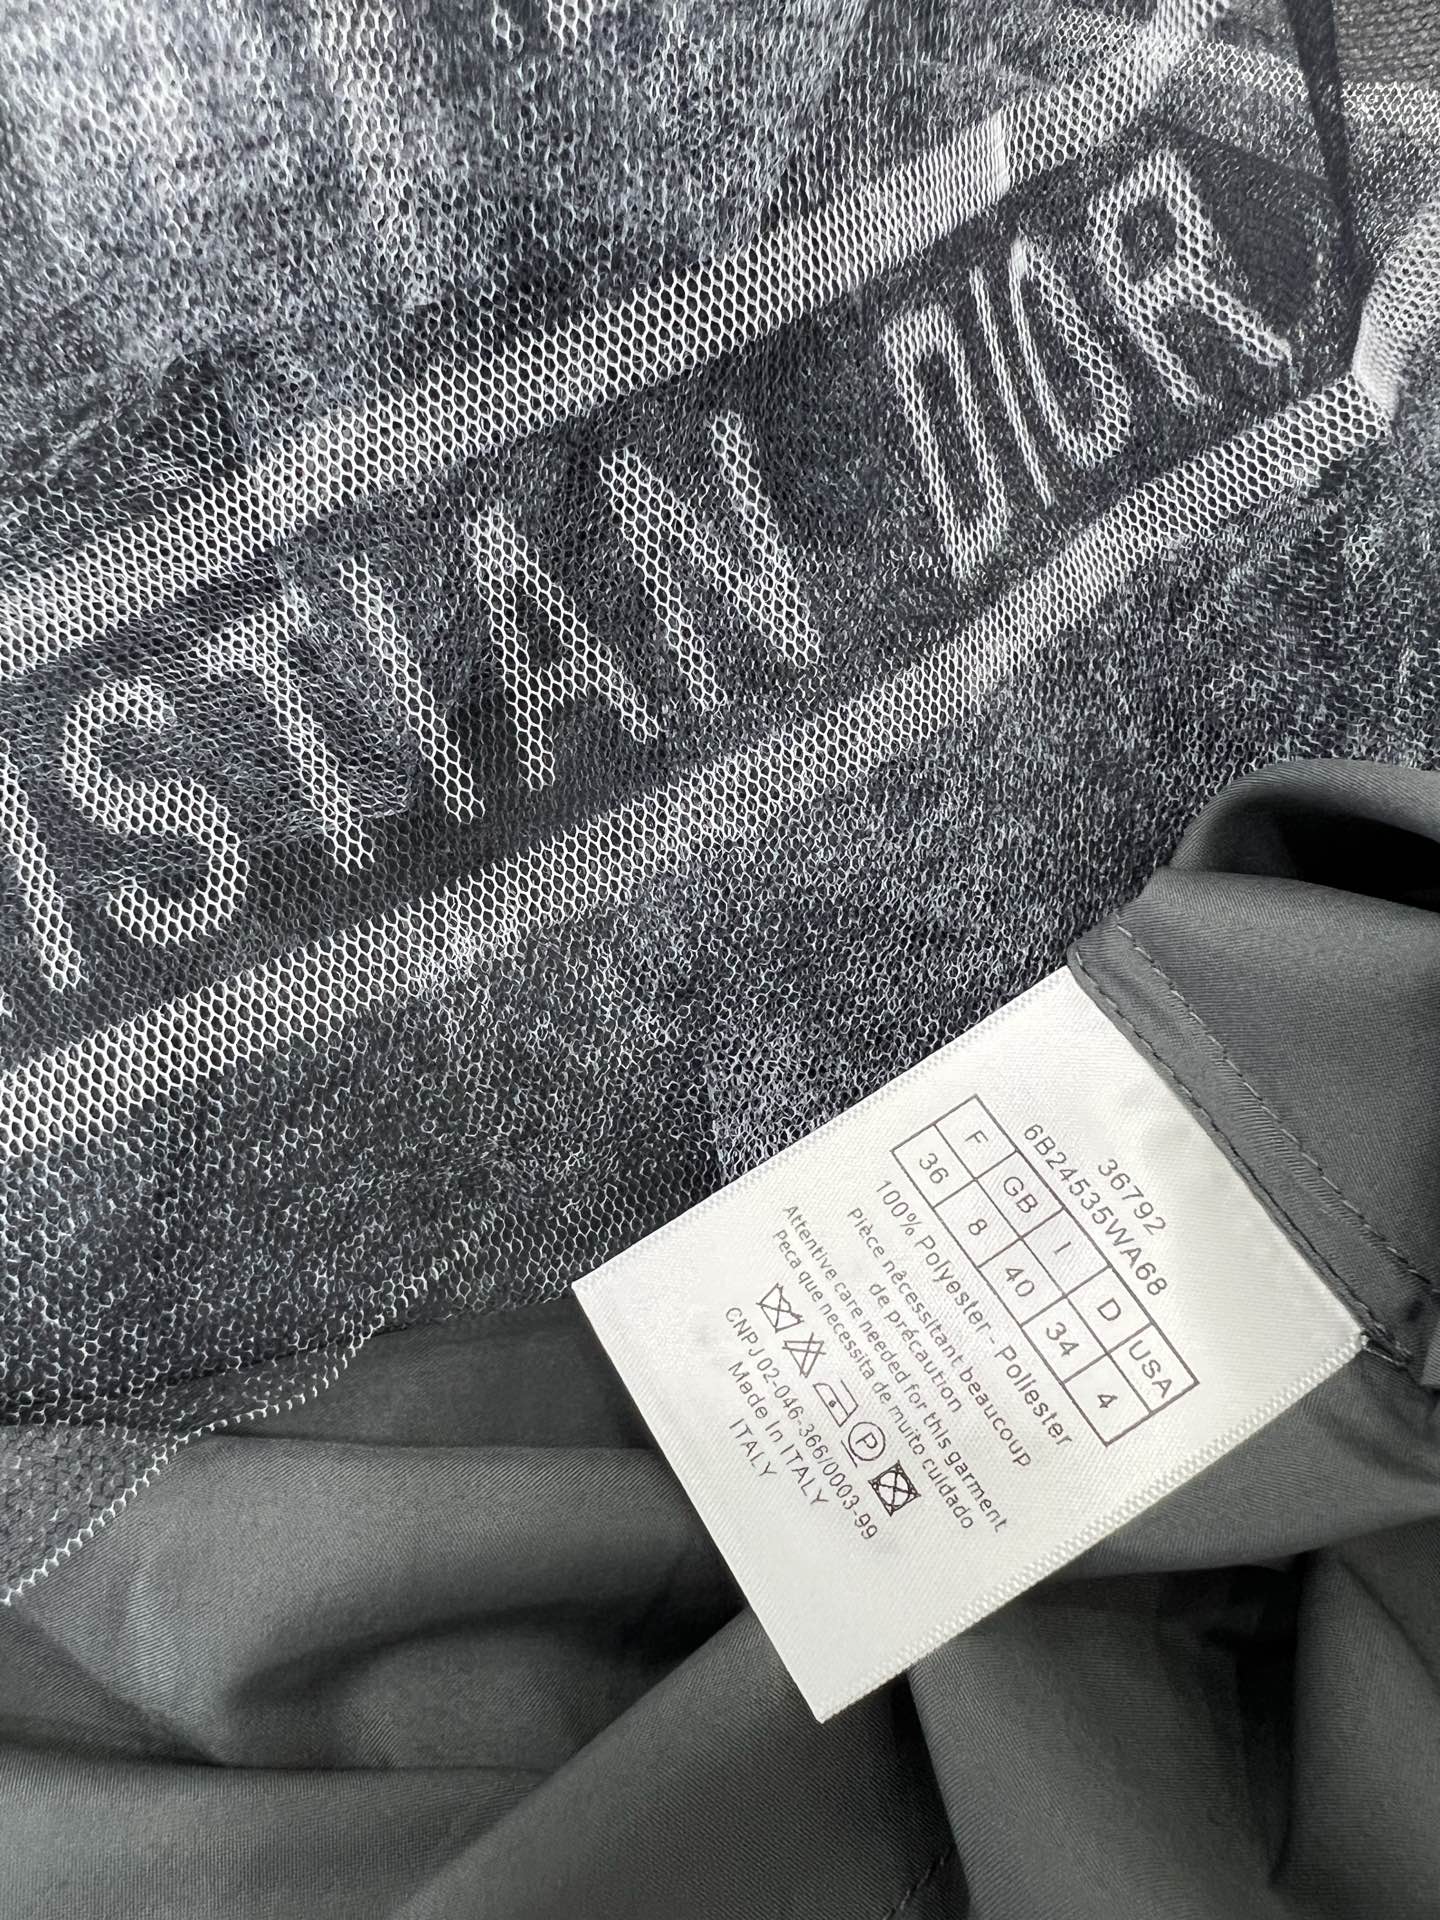 ISTIAN DIOR
36792
6B24535WA68
F GB I D USA
36 8 40 34 4
100% Polyester - Poliester
Pièce nécessitant beaucoup
de précaution
Attentive care needed for this garment
Peca que necessita de muito cuidado
P
CNPJ 02-046-366/0003-99
Made In ITALY
ITALY